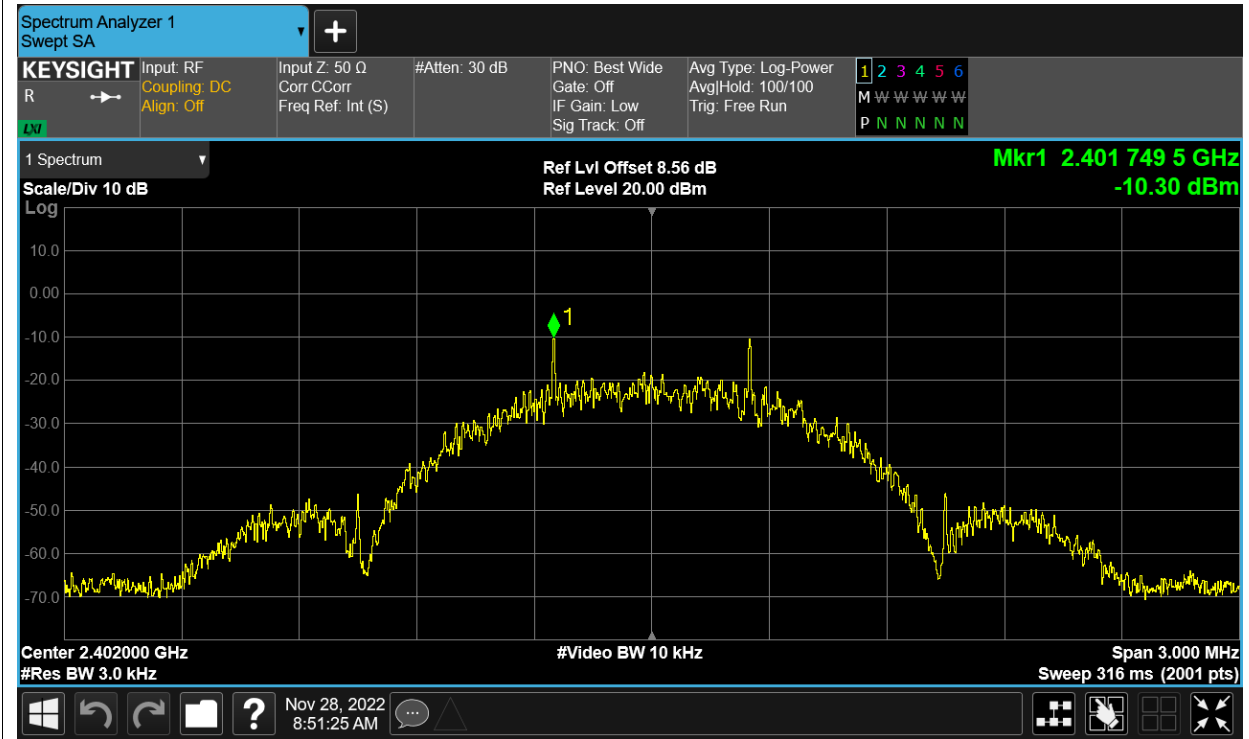 Spectrum Analyzer 1
Swept SA
+
KEYSIGHT
R
LXI
Input: RF
Coupling: DC
Align: Off
Input Z: 50 Ω
Corr CCorr
Freq Ref: Int (S)
#Atten: 30 dB
PNO: Best Wide
Gate: Off
IF Gain: Low
Sig Track: Off
Avg Type: Log-Power
Avg|Hold: 100/100
Trig: Free Run
1 2 3 4 5 6
M W W W W W
P N N N N N
1 Spectrum
Scale/Div 10 dB
Log
Ref Lvl Offset 8.56 dB
Ref Level 20.00 dBm
Mkr1 2.401 749 5 GHz
-10.30 dBm
10.0
0.00
-10.0
-20.0
-30.0
-40.0
-50.0
-60.0
-70.0
1
Center 2.402000 GHz
#Res BW 3.0 kHz
#Video BW 10 kHz
Span 3.000 MHz
Sweep 316 ms (2001 pts)
?
Nov 28, 2022
8:51:25 AM